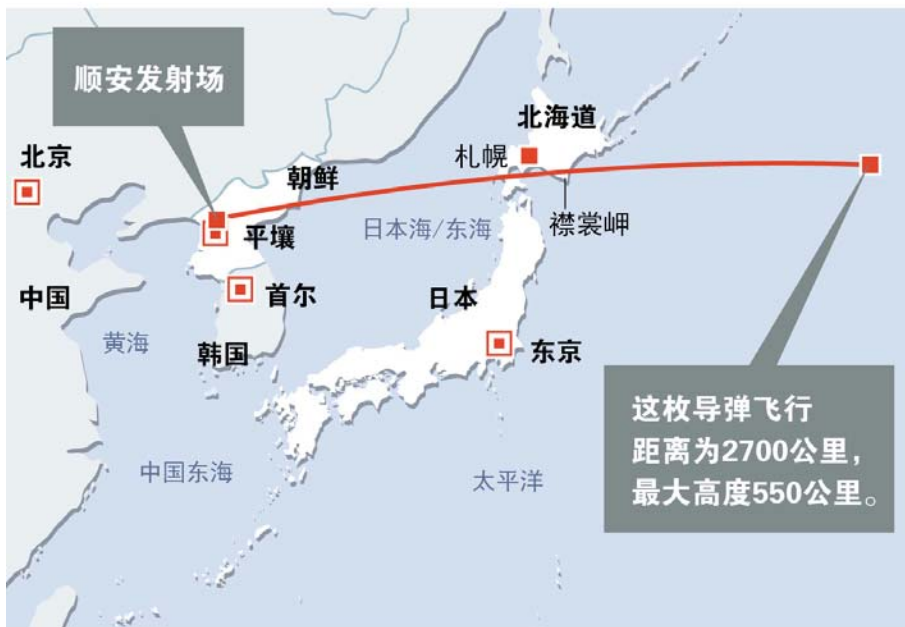 顺安发射场
北京
北海道
札幌
朝鲜
襟裳岬
日本海/东海
平壤
中国
首尔
日本
黄海
韩国
东京
这枚导弹飞行
距离为2700公里，
最大高度550公里。
中国东海
太平洋